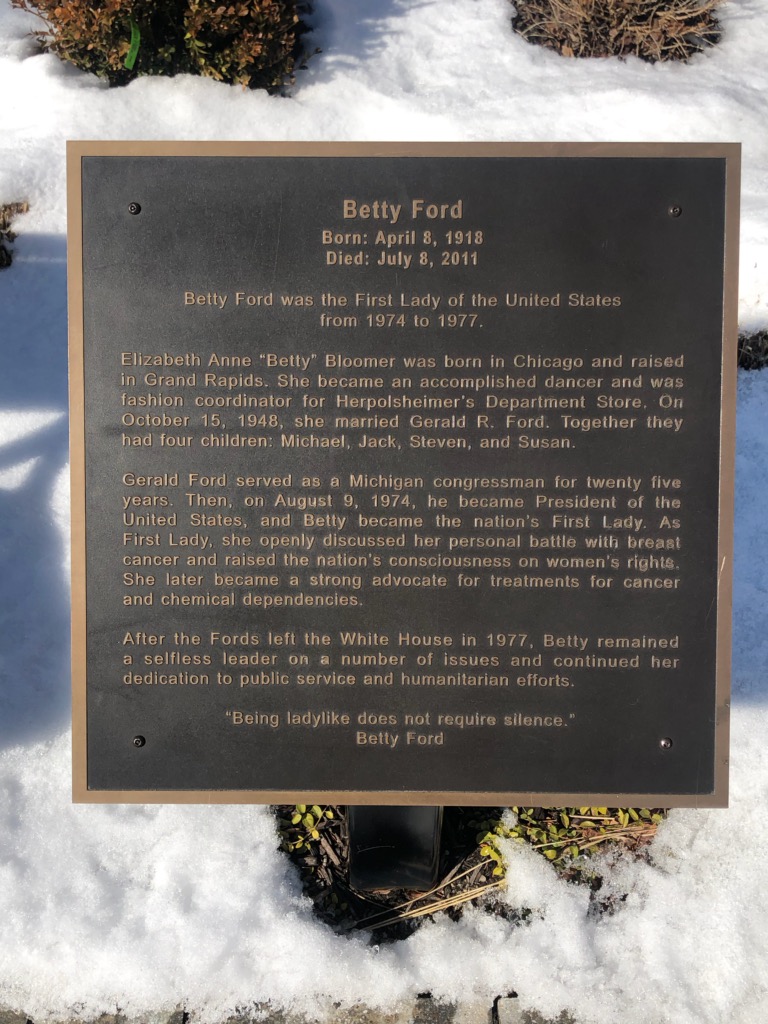 Betty Ford
Born: April 8, 1918
Died: July 8, 2011
Betty Ford was the First Lady of the United States
from 1974 to 1977.
Elizabeth Anne “Betty” Bloomer was born in Chicago and raised
in Grand Rapids. She became an accomplished dancer and was
fashion coordinator for Herpolsheimer’s Department Store. On
October 15, 1948, she married Gerald R. Ford. Together they
had four children: Michael, Jack, Steven, and Susan.
Gerald Ford served as a Michigan congressman for twenty five
years. Then, on August 9, 1974, he became President of the
United States, and Betty became the nation’s First Lady. As
First Lady, she openly discussed her personal battle with breast
cancer and raised the nation’s consciousness on women’s rights.
She later became a strong advocate for treatments for cancer
and chemical dependencies.
After the Fords left the White House in 1977, Betty remained
a selfless leader on a number of issues and continued her
dedication to public service and humanitarian efforts.
“Being ladylike does not require silence.”
Betty Ford